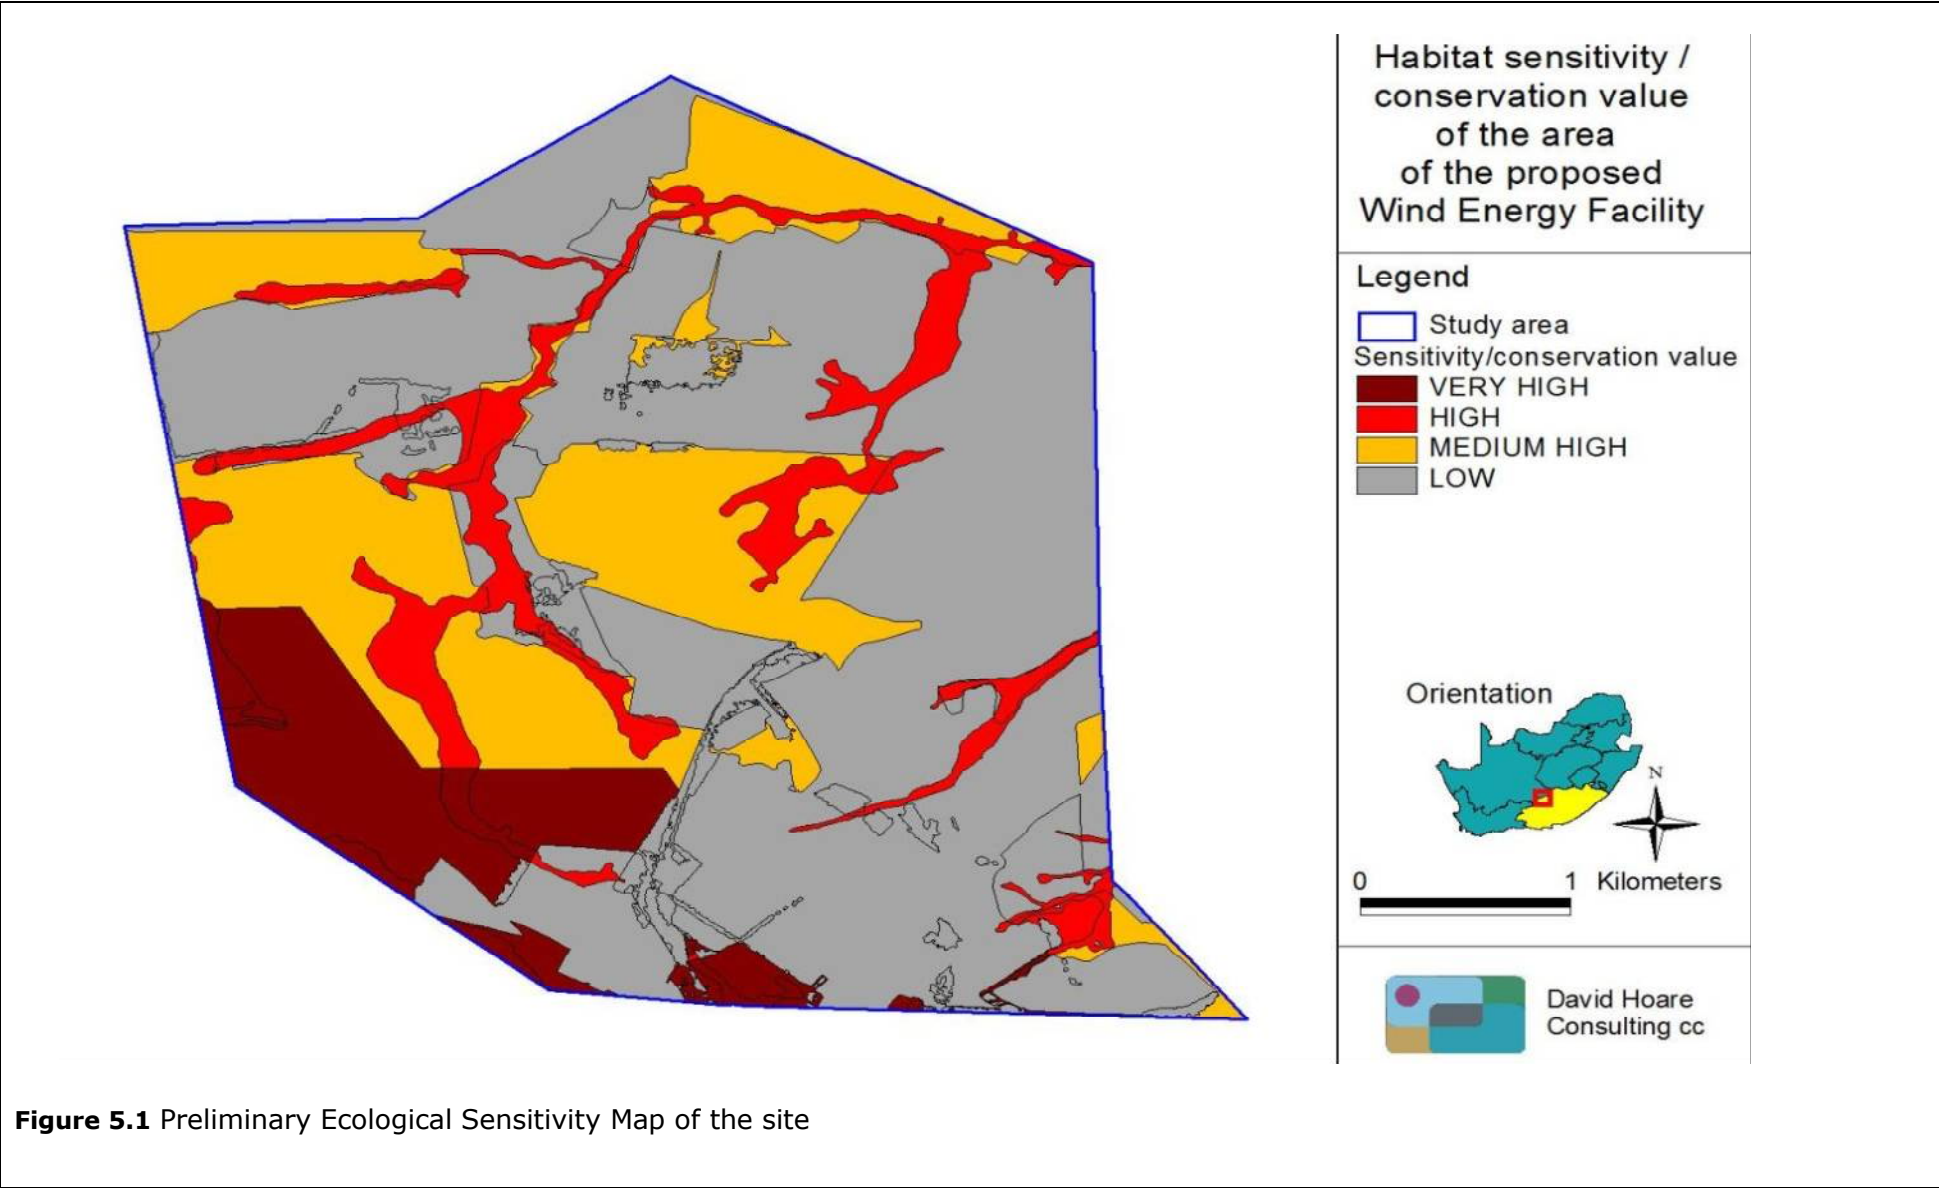 Habitat sensitivity /
conservation value
of the area
of the proposed
Wind Energy Facility
Legend
Study area
Sensitivity/conservation value
VERY HIGH
HIGH
MEDIUM HIGH
LOW
Orientation
N
0 1 Kilometers
David Hoare
Consulting cc
Figure 5.1 Preliminary Ecological Sensitivity Map of the site